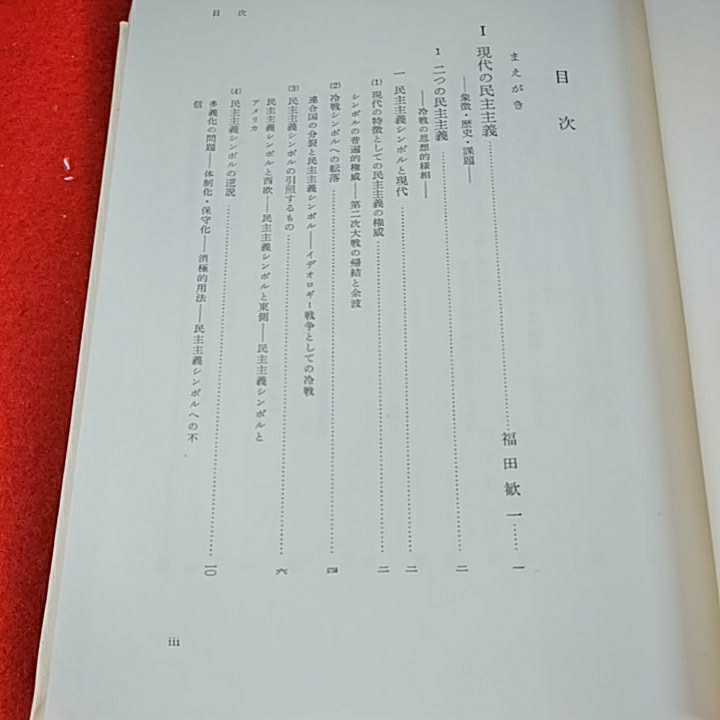 目次
目次
まえがき
I 現代の民主主義……福田歓一……一
——象徴・歴史・課題——
1 二つの民主主義……二
——冷戦の思想的様相——
一 民主主義シンボルと現代……二
(1) 現代の特徴としての民主主義の権威……二
シンボルの普遍的権威——第二次大戦の帰結と余波
(2) 冷戦シンボルへの転落……四
連合国の分裂と民主主義シンボル——イデオロギー戦争としての冷戦
(3) 民主主義シンボルの引照するもの……六
民主主義シンボルと西欧——民主主義シンボルと東側——民主主義シンボルと
アメリカ
(4) 民主主義シンボルの逆説……一〇
多義化の問題——体制化・保守化——消極的用法——民主主義シンボルへの不
信
iii